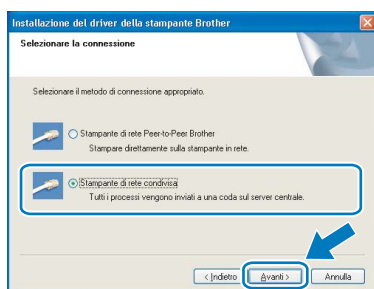 Installazione del driver della stampante Brother
Selezionare la connessione
Selezionare il metodo di connessione appropriato.
Stampante di rete Peer-to-Peer Brother
Stampare direttamente sulla stampante in rete.
Stampante di rete condivisa
Tutti i processi vengono inviati a una coda sul server centrale.
< Indietro Avanti > Annulla